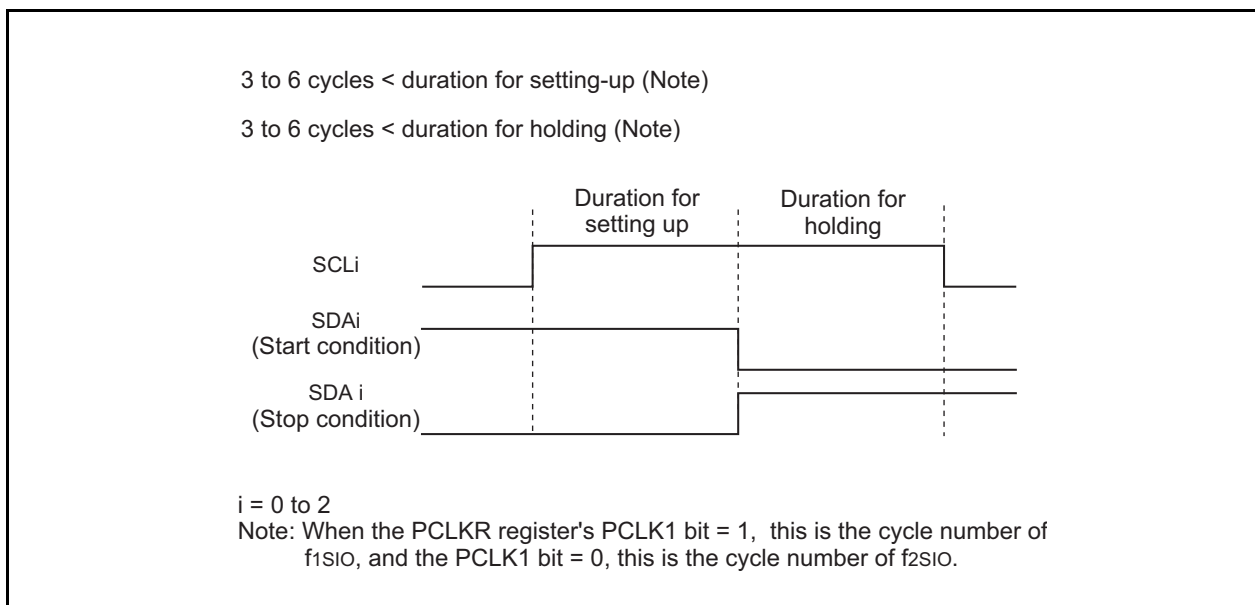 3 to 6 cycles < duration for setting-up (Note)
3 to 6 cycles < duration for holding (Note)
Duration for
setting up
Duration for
holding
SCLi
SDAi
(Start condition)
SDA i
(Stop condition)
i = 0 to 2
Note: When the PCLKR register's PCLK1 bit = 1, this is the cycle number of
f1SIO, and the PCLK1 bit = 0, this is the cycle number of f2SIO.